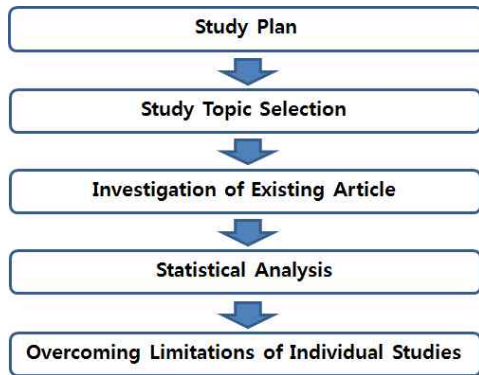 Study Plan
Study Topic Selection
Investigation of Existing Article
Statistical Analysis
Overcoming Limitations of Individual Studies